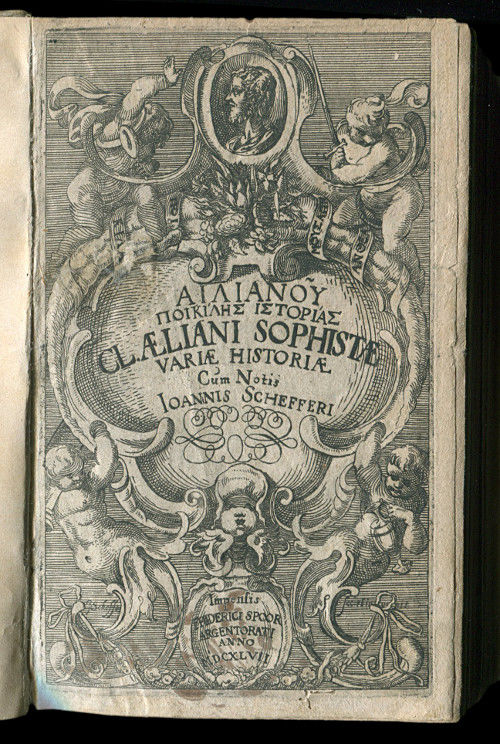 ΑΙΛΙΑΝΟΥ
ΠΟΙΚΙΛΗΣ ΙΣΤΟΡΙΑΣ
CL. ÆLIANI SOPHISTÆ
VARIÆ HISTORIÆ
Cum Notis
IOANNIS SCHEFFERI
Impensis
FRIDERICI SPOOR
ARGENTORATI
ANNO
MDCXLVII